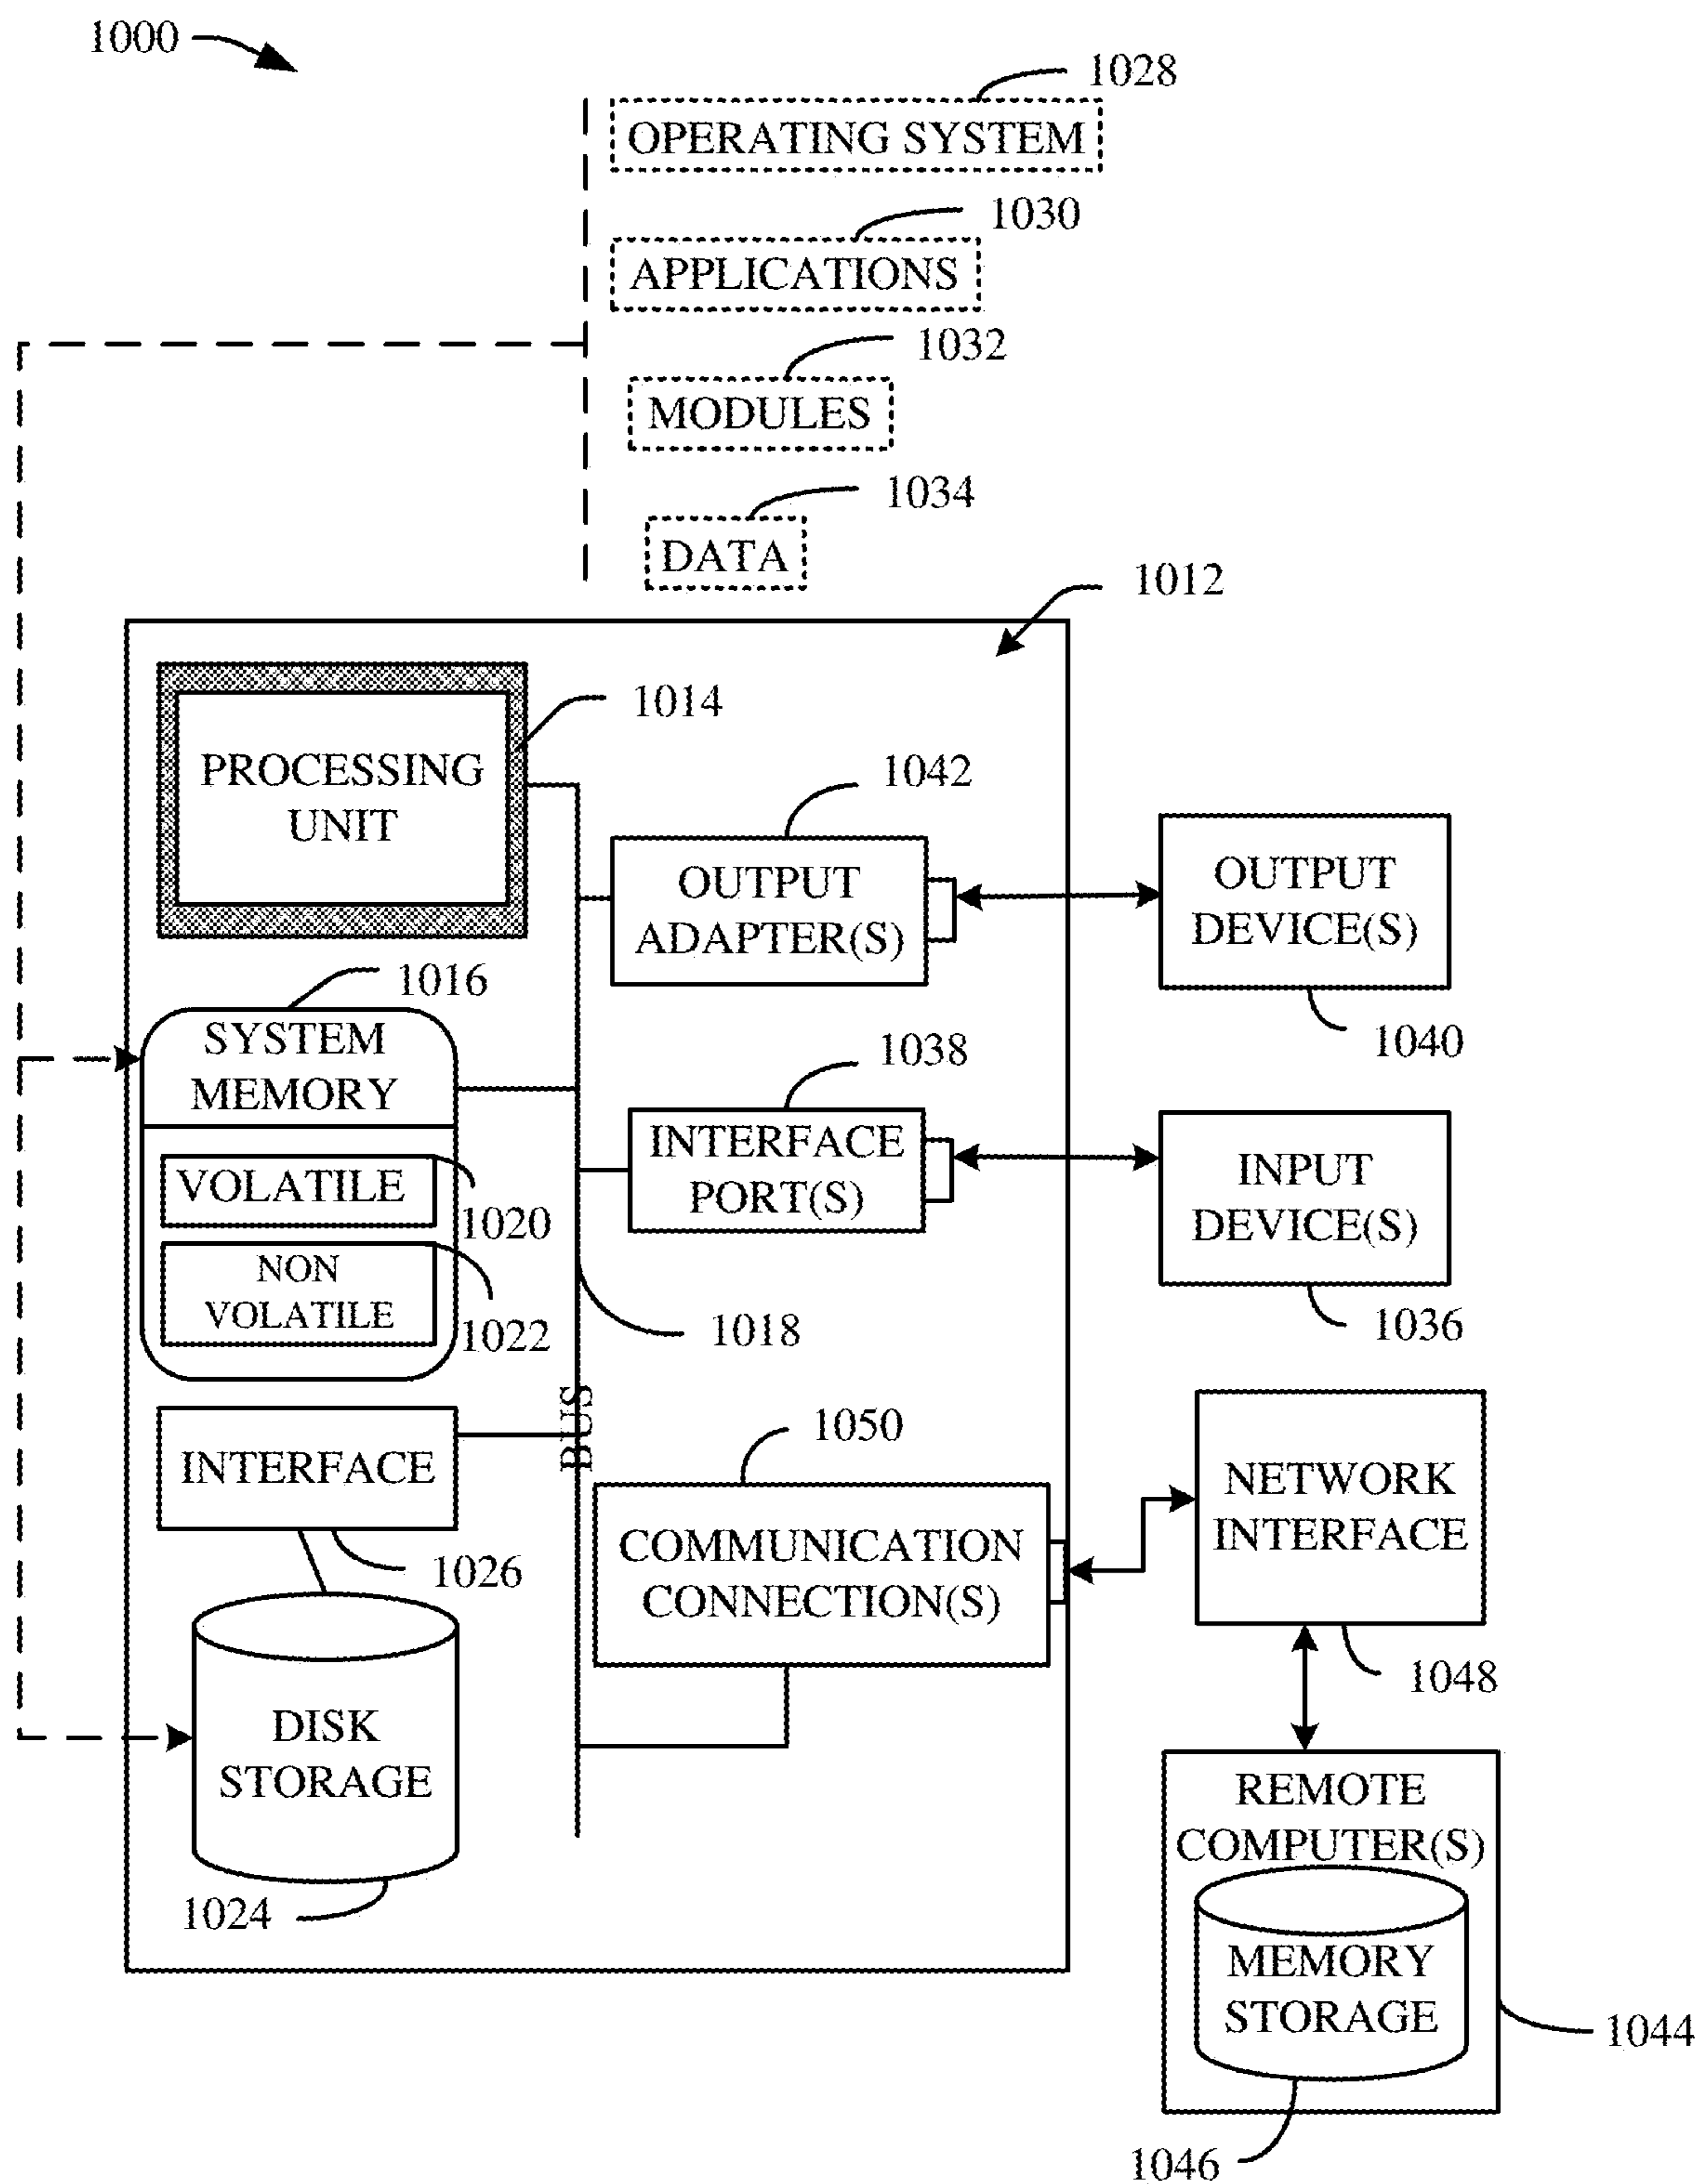 1000
1028
OPERATING SYSTEM
1030
APPLICATIONS
1032
MODULES
1034
DATA
1012
PROCESSING
UNIT
1014
1042
OUTPUT
ADAPTER(S)
OUTPUT
DEVICE(S)
1040
1016
SYSTEM
MEMORY
VOLATILE
1020
NON
VOLATILE
1022
1038
INTERFACE
PORT(S)
INPUT
DEVICE(S)
1036
1018
BUS
INTERFACE
1026
1050
COMMUNICATION
CONNECTION(S)
NETWORK
INTERFACE
1048
DISK
STORAGE
1024
REMOTE
COMPUTER(S)
MEMORY
STORAGE
1044
1046